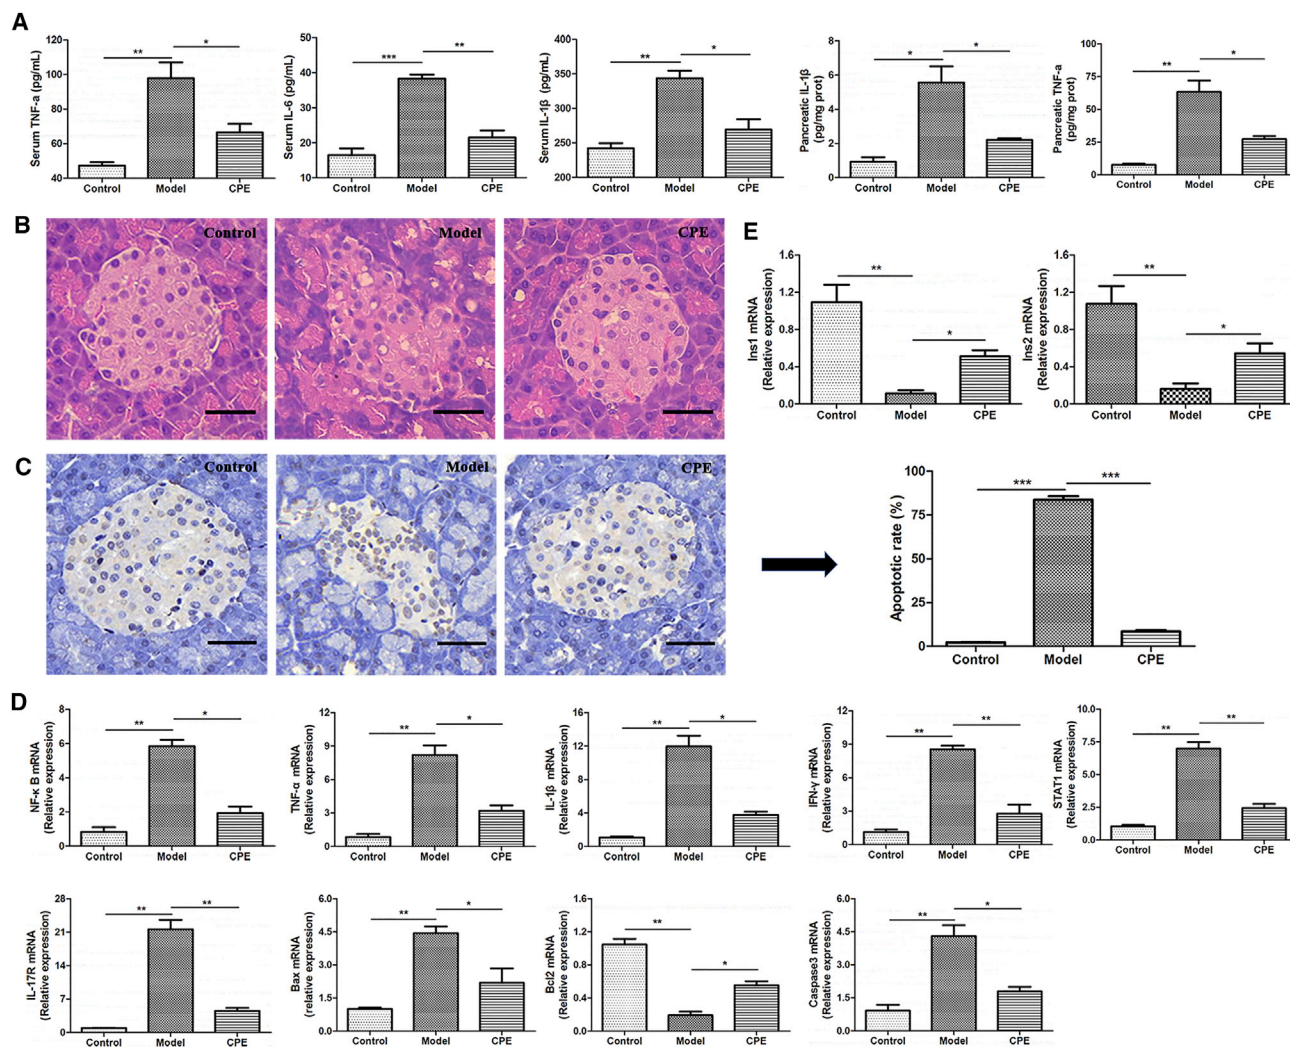 A
Serum TNF-a (pg/mL)
120
100
80
60
40
**
*
Control Model CPE
Serum IL-6 (pg/mL)
60
50
40
30
20
10
***
**
Control Model CPE
Serum IL-1β (pg/mL)
400
350
300
250
200
**
*
Control Model CPE
Pancreatic IL-1β
(pg/mg prot)
8
6
4
2
0
*
*
Control Model CPE
Pancreatic TNF-a
(pg/mg prot)
100
75
50
25
0
**
*
Control Model CPE
B
Control
Model
CPE
E
Ins1 mRNA
(Relative expression)
1.6
1.2
0.8
0.4
0.0
**
*
Control Model CPE
Ins2 mRNA
(Relative expression)
1.6
1.2
0.8
0.4
0.0
**
*
Control Model CPE
C
Control
Model
CPE
Apoptotic rate (%)
100
75
50
25
0
***
***
Control Model CPE
D
NF-κ B mRNA
(Relative expression)
8
6
4
2
0
**
*
Control Model CPE
TNF-α mRNA
(Relative expression)
12
9
6
3
0
**
*
Control Model CPE
IL-1β mRNA
(Relative expression)
16
12
8
4
0
**
*
Control Model CPE
IFN-γ mRNA
(Relative expression)
12
9
6
3
0
**
**
Control Model CPE
STAT1 mRNA
(Relative expression)
10.0
7.5
5.0
2.5
0.0
**
**
Control Model CPE
IL-17R mRNA
(Relative expression)
28
21
14
7
0
**
**
Control Model CPE
Bax mRNA
(relative expression)
6.0
4.5
3.0
1.5
0.0
**
*
Control Model CPE
Bcl2 mRNA
(Relative expression)
1.6
1.2
0.8
0.4
0.0
**
*
Control Model CPE
Caspase3 mRNA
(Relative expression)
6.0
4.5
3.0
1.5
0.0
**
*
Control Model CPE